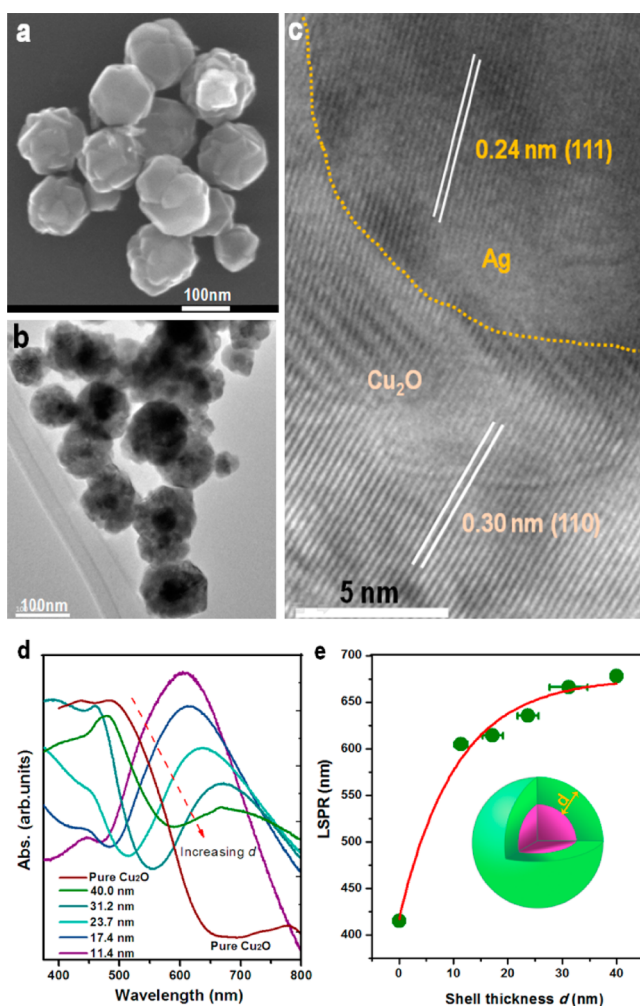 a
100nm
b
100nm
c
0.24 nm (111)
Ag
Cu₂O
0.30 nm (110)
5 nm
d
Abs. (arb.units)
Increasing d
Pure Cu₂O
40.0 nm
31.2 nm
23.7 nm
17.4 nm
11.4 nm
Pure Cu₂O
400 500 600 700 800
Wavelength (nm)
e
LSPR (nm)
700
650
600
550
500
450
400
d
0 10 20 30 40
Shell thickness d (nm)